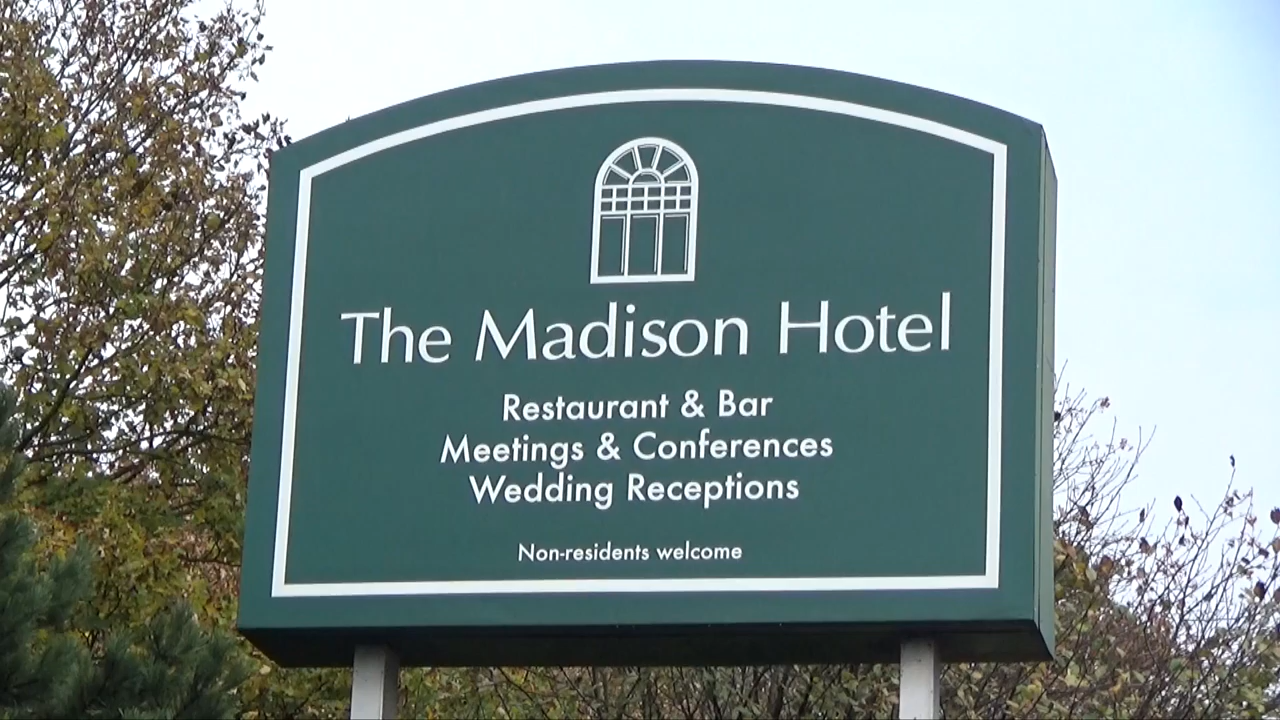 The Madison Hotel
Restaurant & Bar
Meetings & Conferences
Wedding Receptions
Non-residents welcome